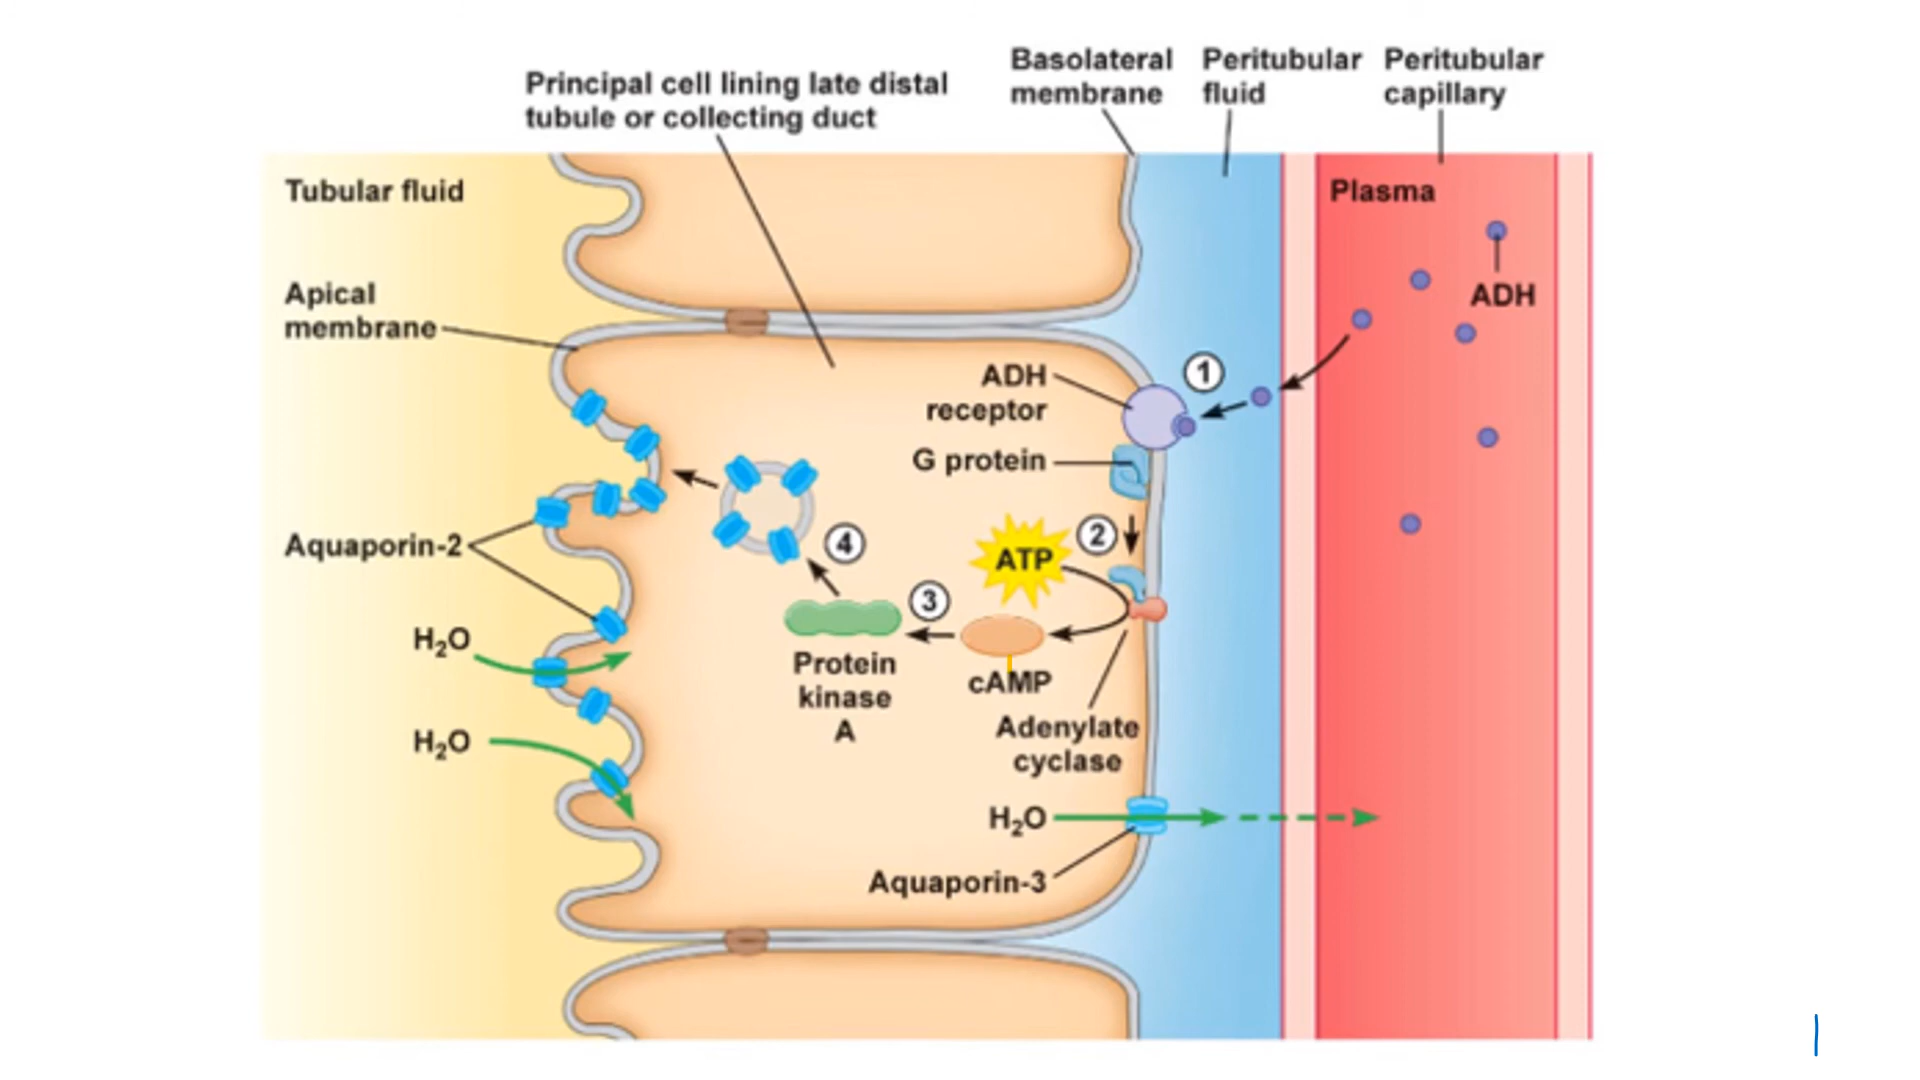 Basolateral
membrane
Peritubular
fluid
Peritubular
capillary
Principal cell lining late distal
tubule or collecting duct
Tubular fluid
Plasma
ADH
Apical
membrane
ADH
receptor
1
G protein
2
ATP
Aquaporin-2
4
3
H₂O
Protein
kinase
A
cAMP
Adenylate
cyclase
H₂O
H₂O
Aquaporin-3